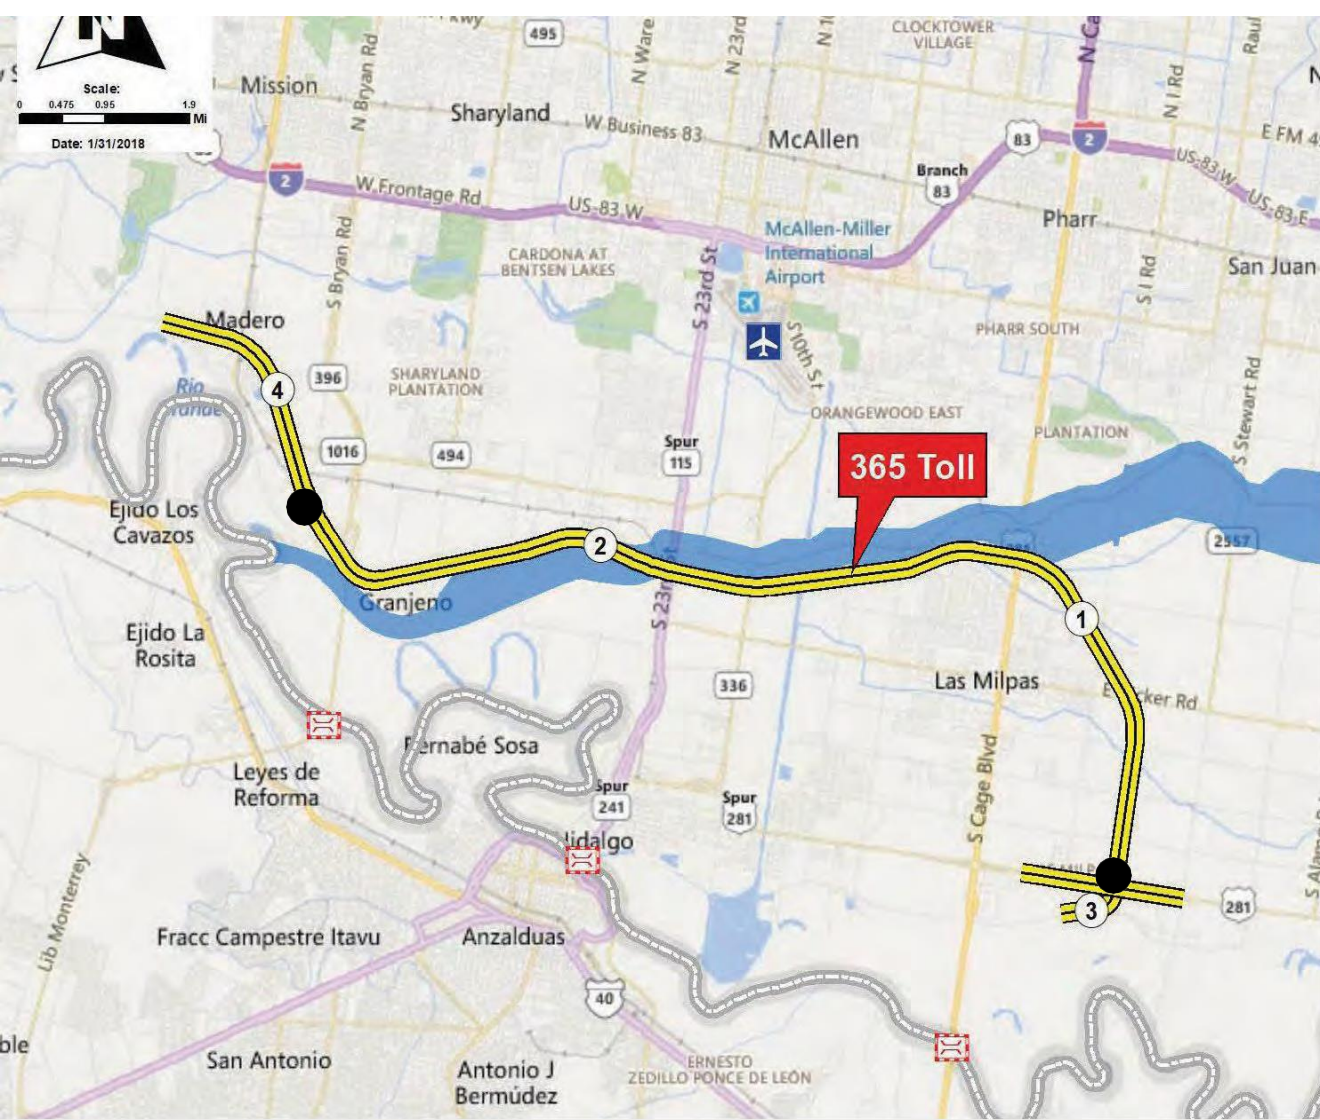 N
Scale:
0 0.475 0.95 1.9
Mi
Date: 1/31/2018
Mission
N Bryan Rd
495
N Ware
N 23rd
CLOCKTOWER
VILLAGE
N I Rd
Sharyland
W Business 83
McAllen
83
2
E FM
Branch
83
US-83 W
US-83-E
2
W Frontage Rd
US-83 W
Pharr
McAllen-Miller
International
Airport
S Bryan Rd
CARDONA AT
BENTSEN LAKES
S 23rd St
S I Rd
San Juan
Madero
S 10th St
PHARR SOUTH
4
396
SHARYLAND
PLANTATION
Rio
S Stewart Rd
ORANGEWOOD EAST
PLANTATION
1016
494
Spur
115
365 Toll
Ejido Los
Cavazos
2
2557
Granjeno
1
Ejido La
Rosita
336
Las Milpas
Bernabé Sosa
Leyes de
Reforma
Spur
241
Spur
281
S Cage Blvd
Hidalgo
3
281
Lib Monterrey
Fracc Campestre Itavu
Anzalduas
40
San Antonio
Antonio J
Bermúdez
ERNESTO
ZEDILLO PONCE DE LEÓN